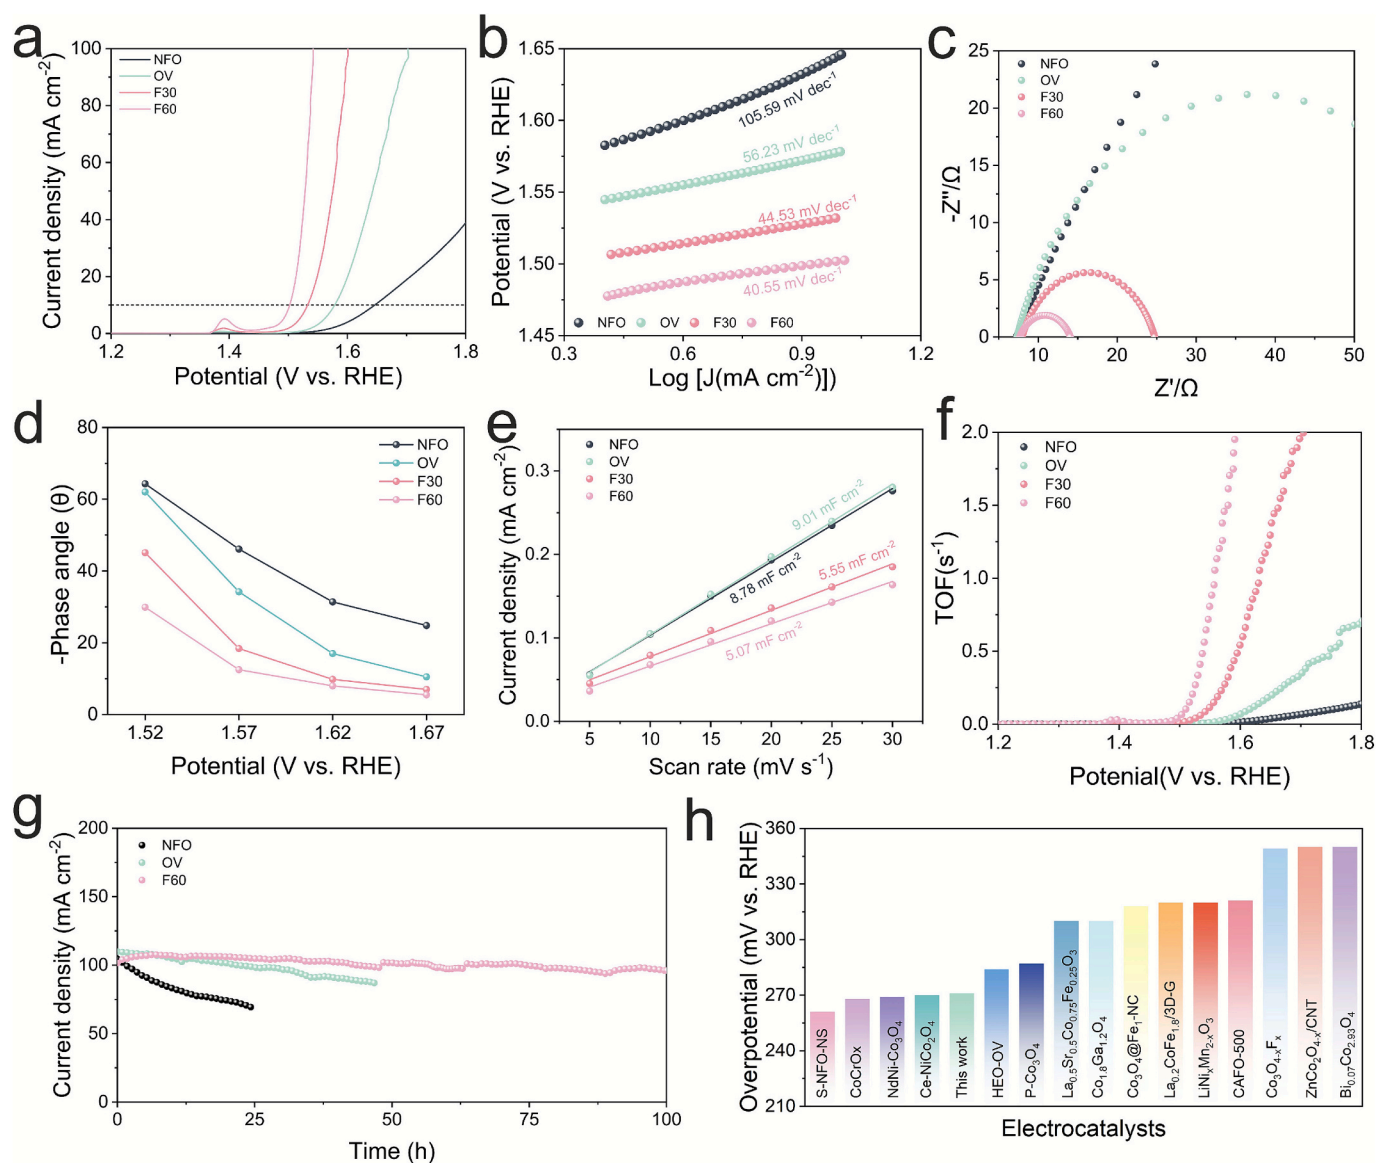 a
100
80
60
40
20
0
Current density (mA cm-2)
NFO
OV
F30
F60
1.2
1.4
1.6
1.8
Potential (V vs. RHE)
b
1.65
1.60
1.55
1.50
1.45
Potential (V vs. RHE)
105.59 mV dec-1
56.23 mV dec-1
44.53 mV dec-1
40.55 mV dec-1
NFO OV F30 F60
0.3
0.6
0.9
1.2
Log [J(mA cm-2)])
c
25
20
15
10
5
0
-Z"/Ω
NFO
OV
F30
F60
10
20
30
40
50
Z'/Ω
d
80
60
40
20
0
-Phase angle (θ)
NFO
OV
F30
F60
1.52
1.57
1.62
1.67
Potential (V vs. RHE)
e
0.3
0.2
0.1
0.0
Current density (mA cm-2)
NFO
OV
F30
F60
9.01 mF cm-2
8.78 mF cm-2
5.55 mF cm-2
5.07 mF cm-2
5
10
15
20
25
30
Scan rate (mV s-1)
f
2.0
1.5
1.0
0.5
0.0
TOF(s-1)
NFO
OV
F30
F60
1.2
1.4
1.6
1.8
Potenial(V vs. RHE)
g
200
150
100
50
0
Current density (mA cm-2)
NFO
OV
F60
0
25
50
75
100
Time (h)
h
360
330
300
270
240
210
Overpotential (mV vs. RHE)
S-NFO-NS
CoCrOx
NdNi-Co3O4
Ce-NiCo2O4
This work
HEO-OV
P-Co3O4
La0.5Sr0.5Co0.75Fe0.25O3
Co1.8Ga1.2O4
Co3O4@Fe1-NC
La0.2CoFe1.8/3D-G
LiNixMn2-xO3
CAFO-500
Co3O4-xFx
ZnCo2O4-x/CNT
Bi0.07Co2.93O4
Electrocatalysts